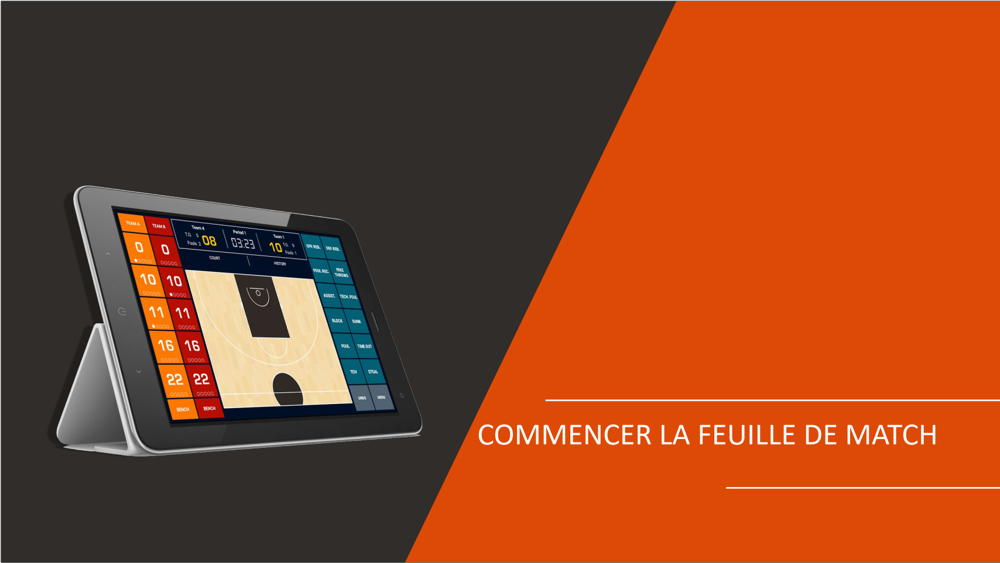 TEAM A TEAM B
Team 4 Period 1 Team 1
T.O. 0 08 03:23 10 T.O. 0
Fouls 2 Fouls 1
COURT HISTORY
0 0
10 10
11 11
16 16
22 22
BENCH BENCH
OFF. REB. DEF. REB.
FOUL REC. FREE THROWS
ASSIST. TECH. FOUL
BLOCK DUNK
FOUL TIME OUT
TOV STEAL
UNDO MENU
COMMENCER LA FEUILLE DE MATCH